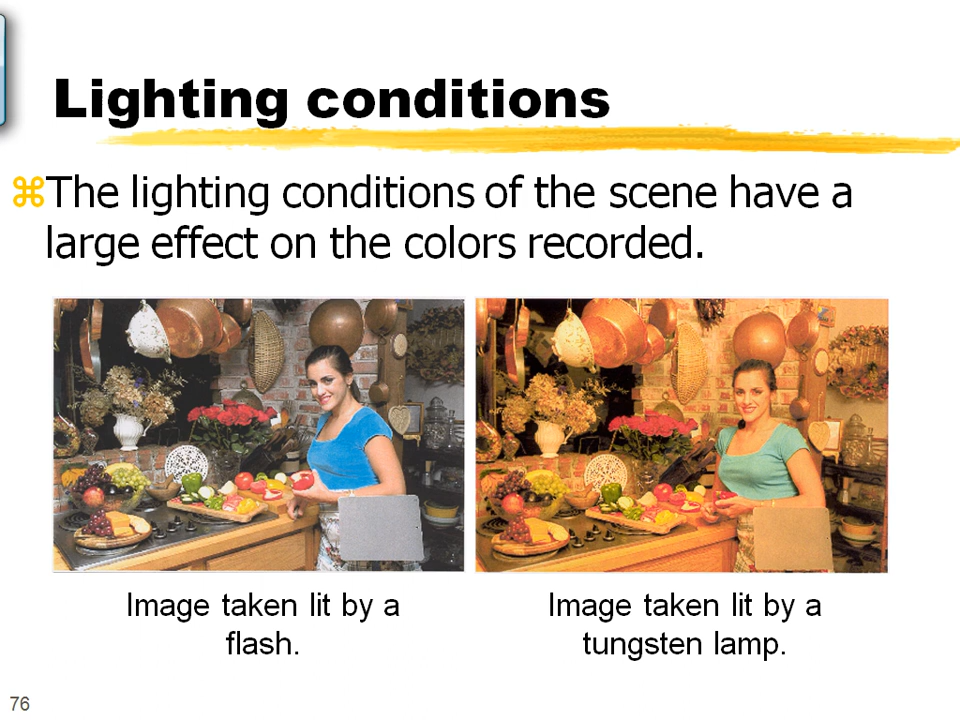 Lighting conditions
The lighting conditions of the scene have a
large effect on the colors recorded.
Image taken lit by a
flash.
Image taken lit by a
tungsten lamp.
76